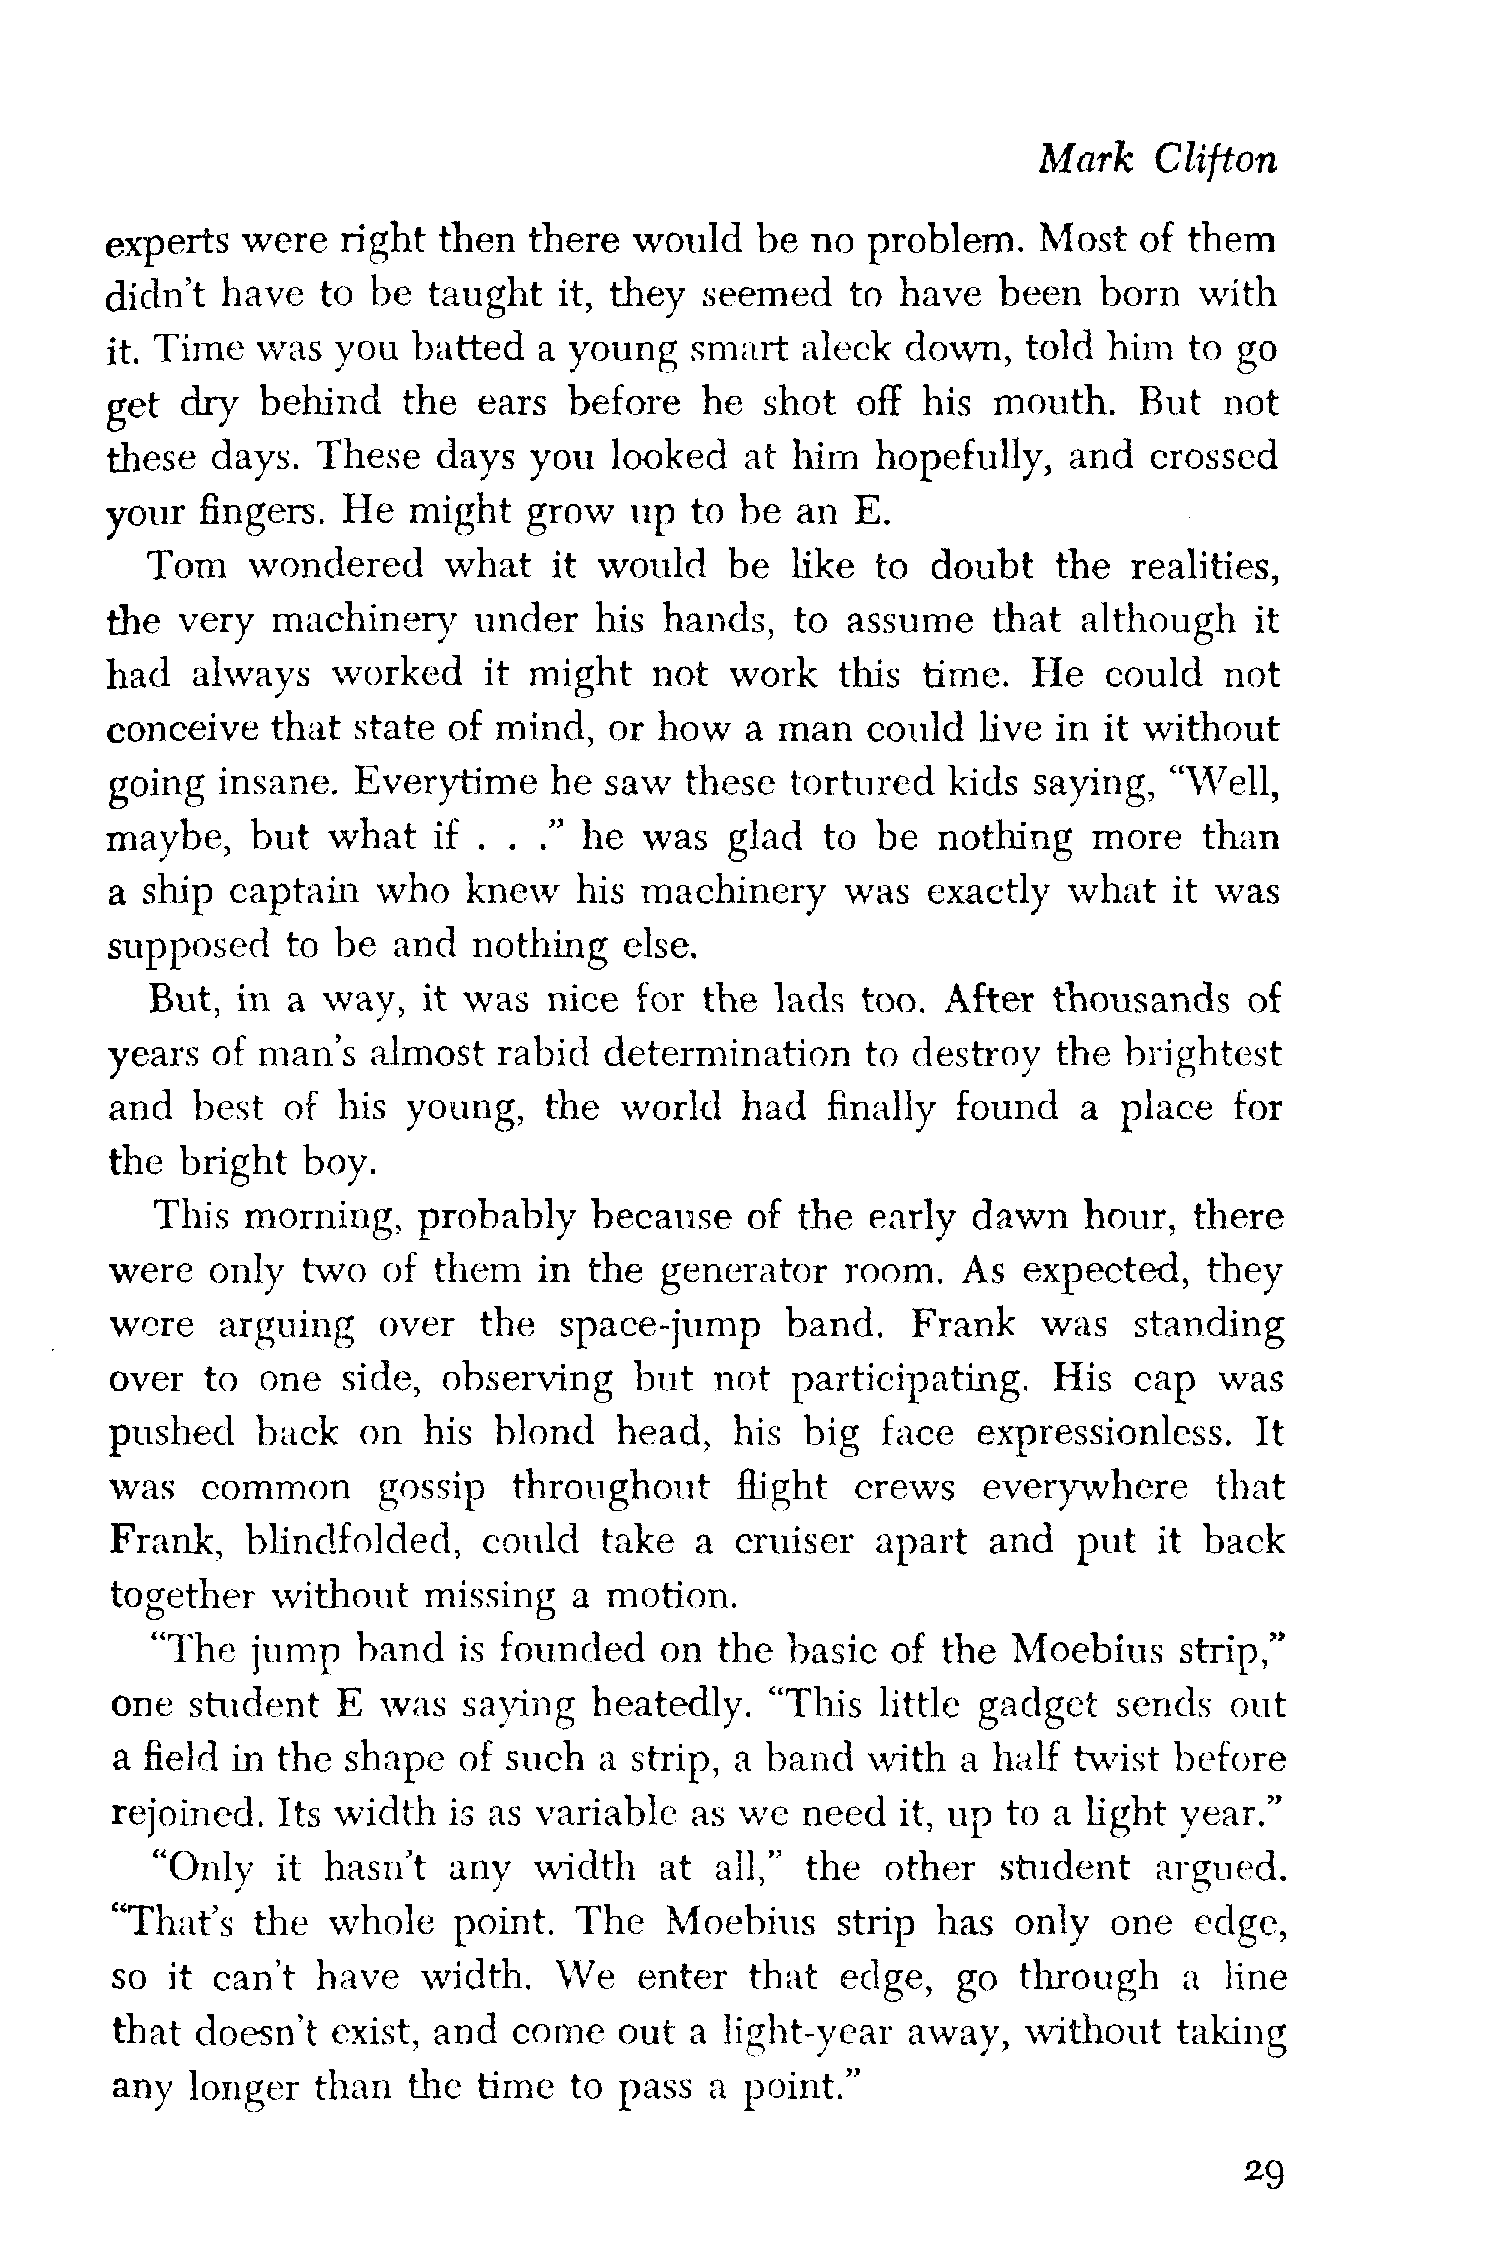 Mark Clifton
experts were right then there would be no problem. Most of them
didn't have to be taught it, they seemed to have been born with
it. Time was you batted a young smart aleck down, told him to go
get dry behind the ears before he shot off his mouth. But not
these days. These days you looked at him hopefully, and crossed
your fingers. He might grow up to be an E.
Tom wondered what it would be like to doubt the realities,
the very machinery under his hands, to assume that although it
had always worked it might not work this time. He could not
conceive that state of mind, or how a man could live in it without
going insane. Everytime he saw these tortured kids saying, “Well,
maybe, but what if . . .” he was glad to be nothing more than
a ship captain who knew his machinery was exactly what it was
supposed to be and nothing else.
But, in a way, it was nice for the lads too. After thousands of
years of man's almost rabid determination to destroy the brightest
and best of his young, the world had finally found a place for
the bright boy.
This morning, probably because of the early dawn hour, there
were only two of them in the generator room. As expected, they
were arguing over the space-jump band. Frank was standing
over to one side, observing but not participating. His cap was
pushed back on his blond head, his big face expressionless. It
was common gossip throughout flight crews everywhere that
Frank, blindfolded, could take a cruiser apart and put it back
together without missing a motion.
“The jump band is founded on the basic of the Moebius strip,”
one student E was saying heatedly. “This little gadget sends out
a field in the shape of such a strip, a band with a half twist before
rejoined. Its width is as variable as we need it, up to a light year.”
“Only it hasn't any width at all,” the other student argued.
“That's the whole point. The Moebius strip has only one edge,
so it can't have width. We enter that edge, go through a line
that doesn't exist, and come out a light-year away, without taking
any longer than the time to pass a point.”
29